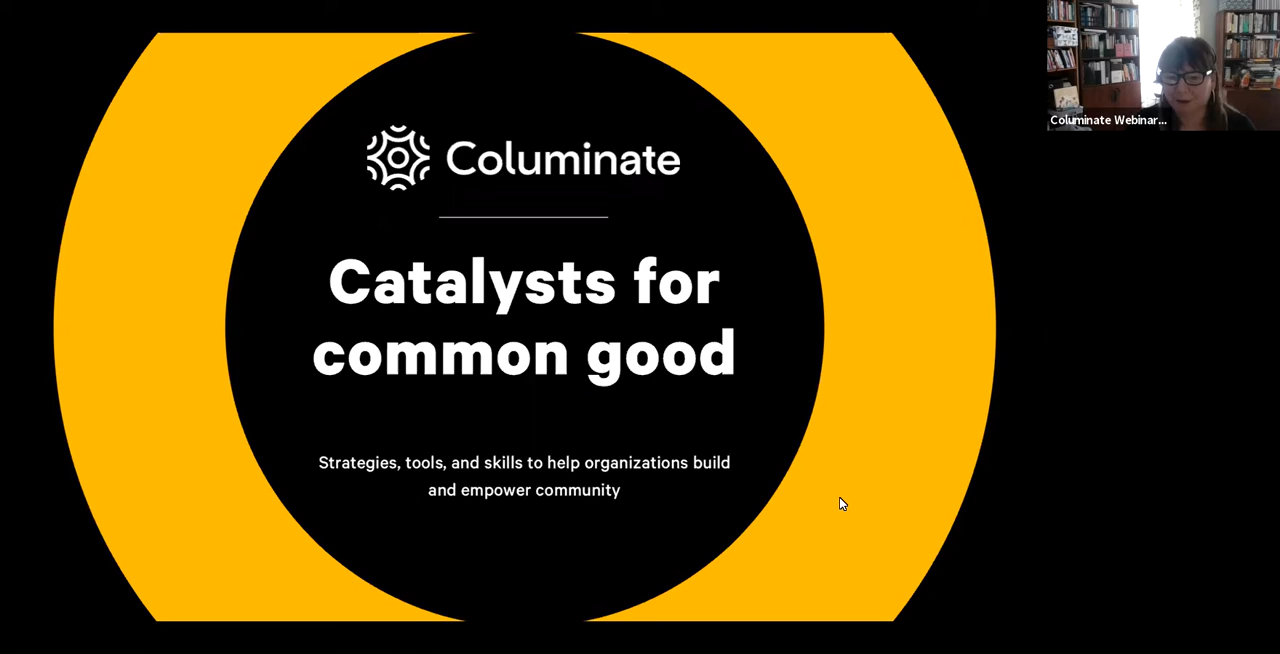 Columinate
Catalysts for
common good
Strategies, tools, and skills to help organizations build
and empower community
Columinate Webinar...